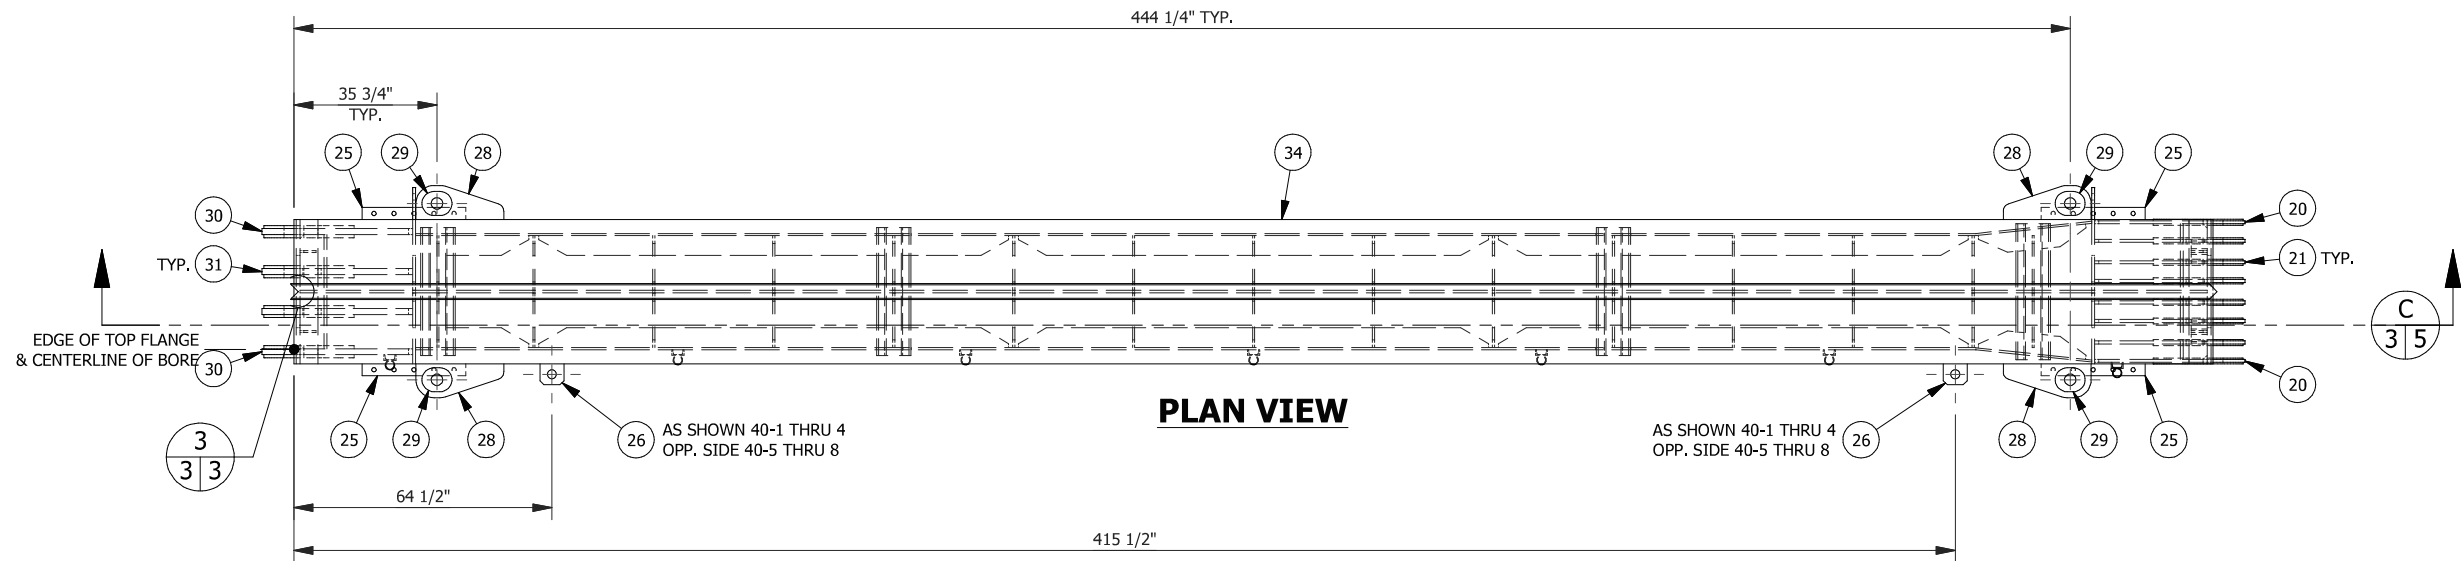 444 1/4" TYP.
35 3/4"
TYP.
25
29
28
34
28
29
25
30
20
TYP.
31
21
TYP.
C
3
5
EDGE OF TOP FLANGE
& CENTERLINE OF BORE
30
20
PLAN VIEW
3
3
3
25
29
28
26
AS SHOWN 40-1 THRU 4
OPP. SIDE 40-5 THRU 8
AS SHOWN 40-1 THRU 4
OPP. SIDE 40-5 THRU 8
26
28
29
25
64 1/2"
415 1/2"